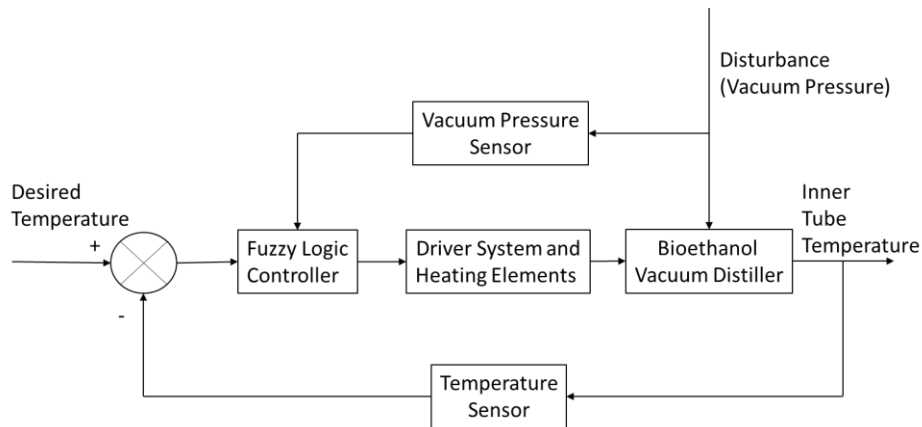 Disturbance
(Vacuum Pressure)
Vacuum Pressure
Sensor
Desired
Temperature
+
-
Fuzzy Logic
Controller
Driver System and
Heating Elements
Bioethanol
Vacuum Distiller
Inner
Tube
Temperature
Temperature
Sensor